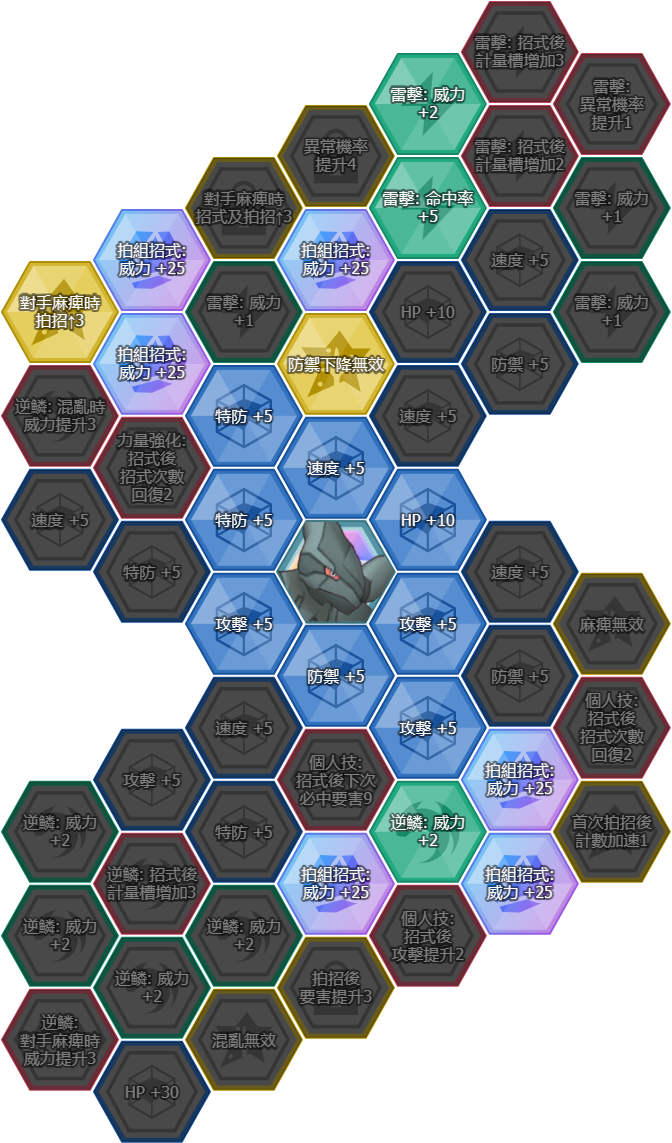 雷擊: 招式後
計量槽增加3
雷擊: 威力
+2
雷擊:
異常機率
提升1
異常機率
提升4
雷擊: 招式後
計量槽增加2
對手麻痺時
招式及拍招↑3
雷擊: 命中率
+5
雷擊: 威力
+1
拍組招式:
威力 +25
拍組招式:
威力 +25
速度 +5
對手麻痺時
拍招↑3
雷擊: 威力
+1
HP +10
雷擊: 威力
+1
拍組招式:
威力 +25
防禦下降無效
防禦 +5
逆鱗: 混亂時
威力提升3
特防 +5
速度 +5
力量強化:
招式後
招式次數
回復2
速度 +5
速度 +5
特防 +5
HP +10
特防 +5
速度 +5
攻擊 +5
攻擊 +5
麻痺無效
防禦 +5
防禦 +5
速度 +5
攻擊 +5
個人技:
招式後
招式次數
回復2
攻擊 +5
個人技:
招式後下次
必中要害9
拍組招式:
威力 +25
逆鱗: 威力
+2
特防 +5
逆鱗: 威力
+2
首次拍招後
計數加速1
逆鱗: 招式後
計量槽增加3
拍組招式:
威力 +25
拍組招式:
威力 +25
逆鱗: 威力
+2
逆鱗: 威力
+2
個人技:
招式後
攻擊提升2
逆鱗: 威力
+2
拍招後
要害提升3
逆鱗:
對手麻痺時
威力提升3
混亂無效
HP +30